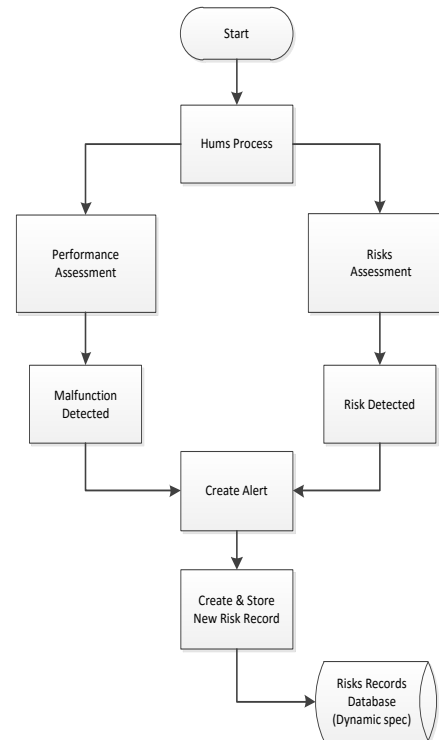 Start
Hums Process
Performance
Assessment
Risks
Assessment
Malfunction
Detected
Risk Detected
Create Alert
Create & Store
New Risk Record
Risks Records
Database
(Dynamic spec)